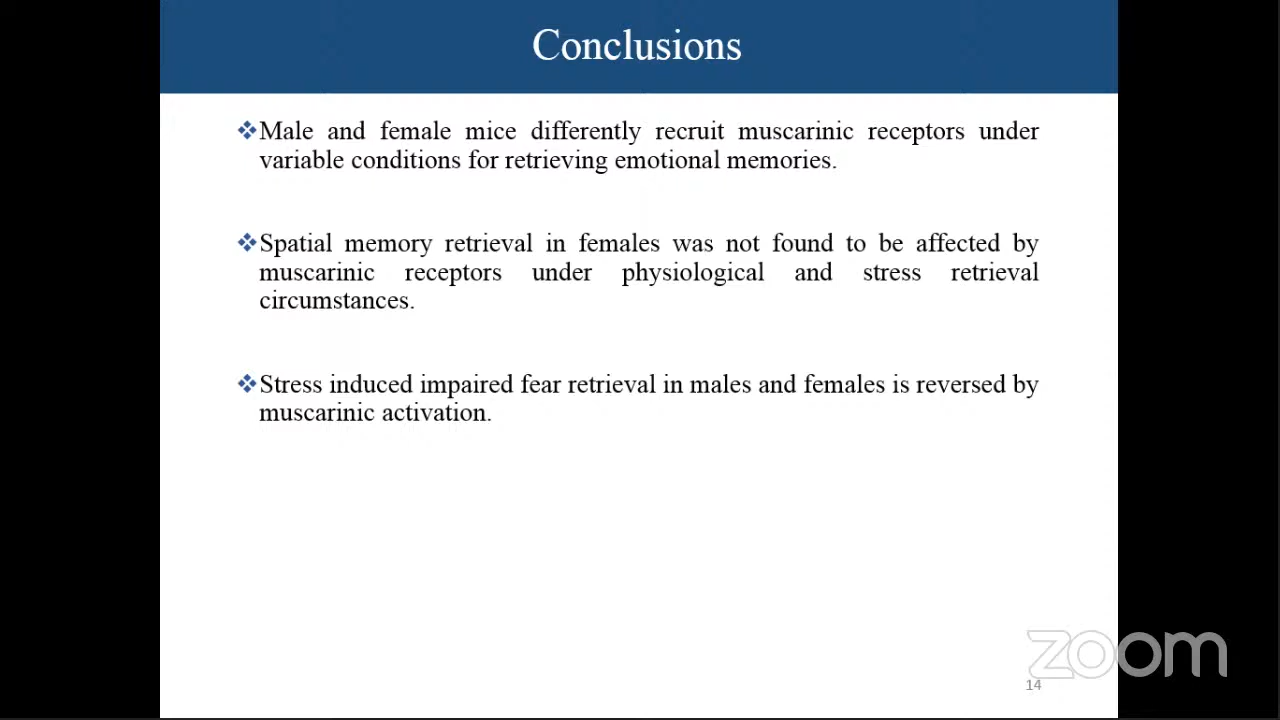 Conclusions
❖Male and female mice differently recruit muscarinic receptors under
variable conditions for retrieving emotional memories.
❖Spatial memory retrieval in females was not found to be affected by
muscarinic receptors under physiological and stress retrieval
circumstances.
❖Stress induced impaired fear retrieval in males and females is reversed by
muscarinic activation.
zoom
14